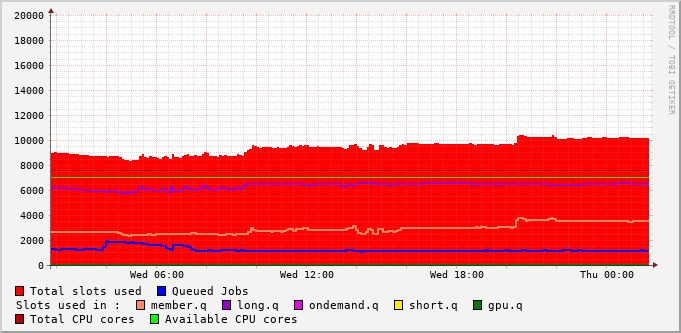 RRDTOOL / TOBI OETIKER
20000
18000
16000
14000
12000
10000
8000
6000
4000
2000
0
Wed 06:00 Wed 12:00 Wed 18:00 Thu 00:00
Total slots used Queued Jobs
Slots used in : member.q long.q ondemand.q short.q gpu.q
Total CPU cores Available CPU cores